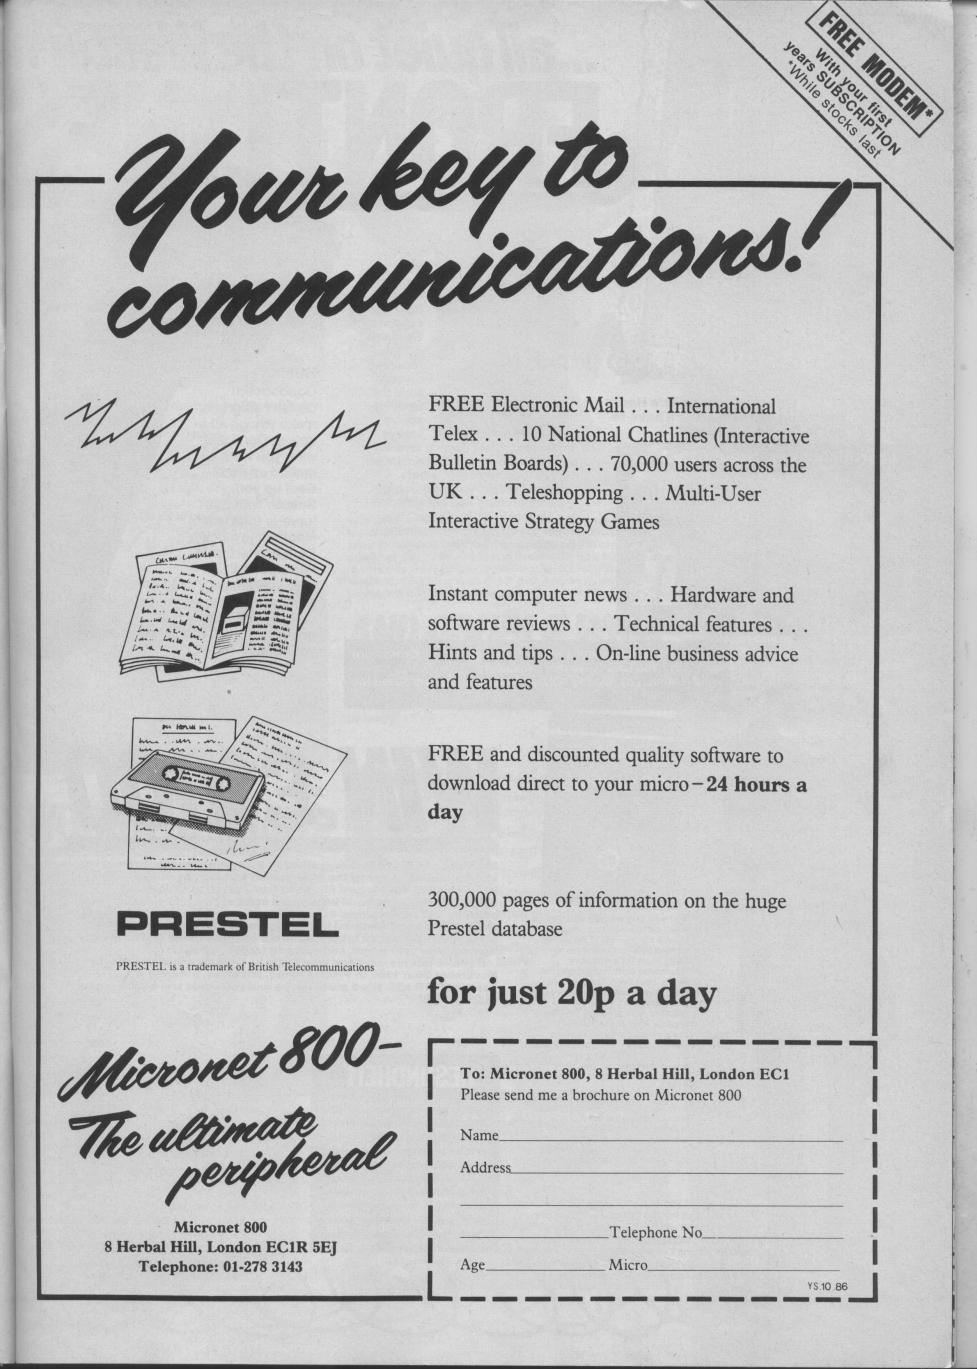 FREE MODEM*
With your first
years SUBSCRIPTION
*While stocks last
Your key to
communications!
FREE Electronic Mail . . . International
Telex . . . 10 National Chatlines (Interactive
Bulletin Boards) . . . 70,000 users across the
UK . . . Teleshopping . . . Multi-User
Interactive Strategy Games
Instant computer news . . . Hardware and
software reviews . . . Technical features . . .
Hints and tips . . . On-line business advice
and features
FREE and discounted quality software to
download direct to your micro–24 hours a
day
300,000 pages of information on the huge
Prestel database
for just 20p a day
PRESTEL
PRESTEL is a trademark of British Telecommunications
Micronet 800–
The ultimate
peripheral
Micronet 800
8 Herbal Hill, London EC1R 5EJ
Telephone: 01-278 3143
To: Micronet 800, 8 Herbal Hill, London EC1
Please send me a brochure on Micronet 800
Name
Address
Telephone No
Age Micro
YS.10.86